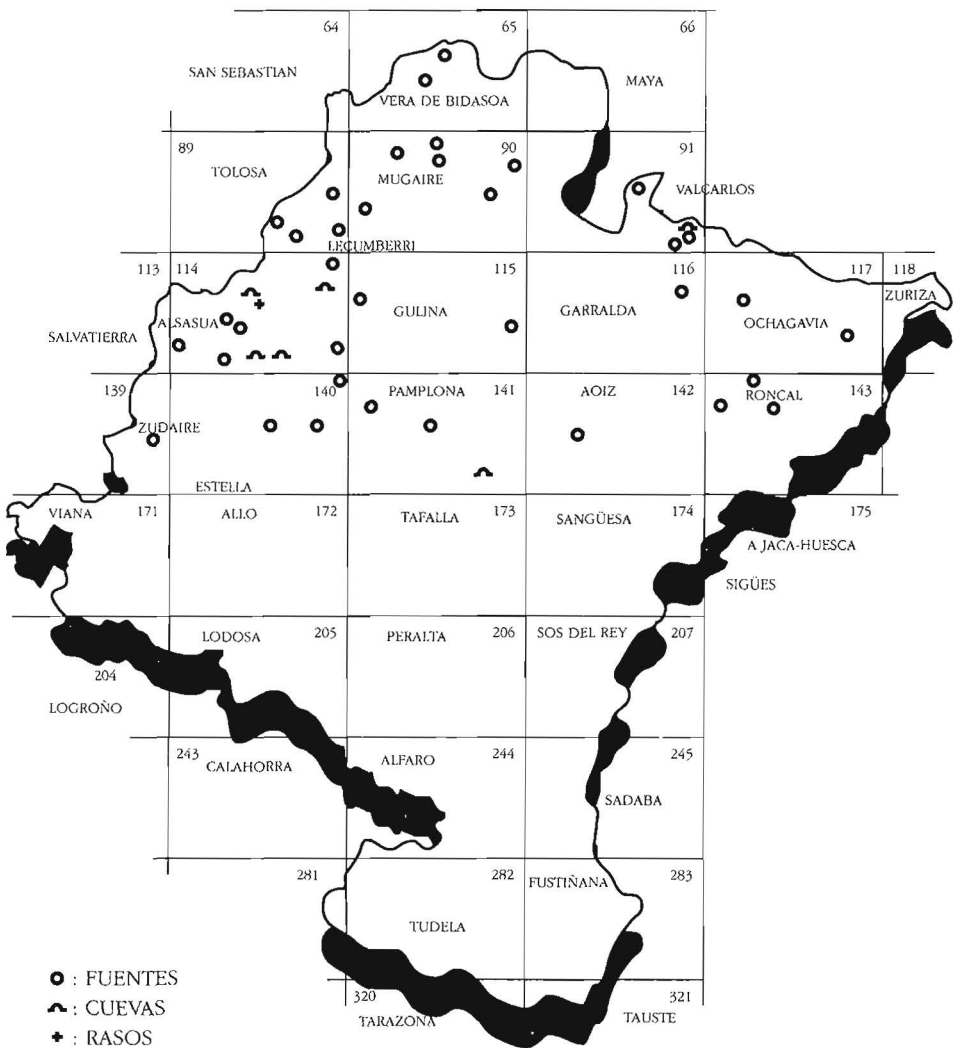 64
65
66
SAN SEBASTIAN
MAYA
VERA DE BIDASOA
89
90
91
TOLOSA
MUGAIRE
VALCARLOS
LECUMBERRI
113
114
115
116
117
118
ZURIZA
SALVATIERRA
ALSASUA
GULINA
GARRALDA
OCHAGAVIA
139
140
PAMPLONA
141
AOIZ
142
RONCAL
143
ZUDAIRE
ESTELLA
VIANA
171
ALLO
172
TAFALLA
173
SANGÜESA
174
175
A JACA-HUESCA
SIGÜES
LODOSA
205
PERALTA
206
SOS DEL REY
207
204
LOGROÑO
243
CALAHORRA
ALFARO
244
245
SADABA
281
282
FUSTIÑANA
283
TUDELA
: FUENTES
: CUEVAS
: RASOS
320
TARAZONA
321
TAUSTE